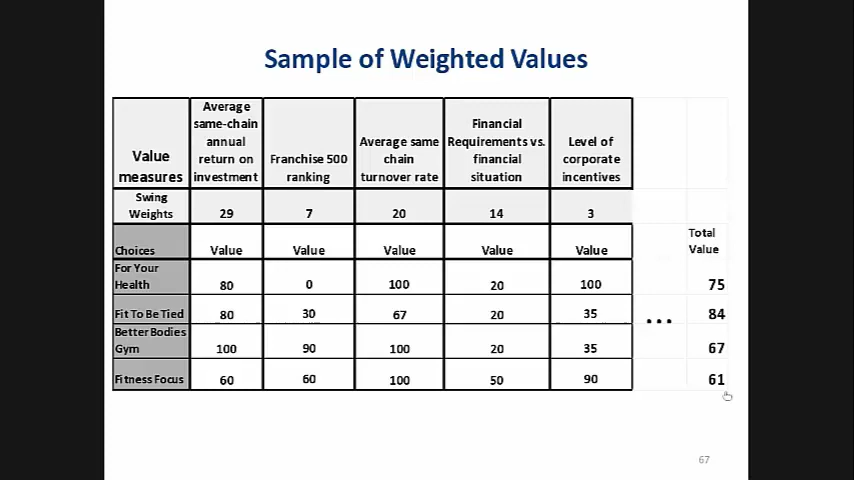 Sample of Weighted Values
Value measures Average same-chain annual return on investment Franchise 500 ranking Average same chain turnover rate Financial Requirements vs. financial situation Level of corporate incentives
Swing Weights 29 7 20 14 3
Choices Value Value Value Value Value Total Value
For Your Health 80 0 100 20 100 75
Fit To Be Tied 80 30 67 20 35 ... 84
Better Bodies Gym 100 90 100 20 35 67
Fitness Focus 60 60 100 50 90 61
67